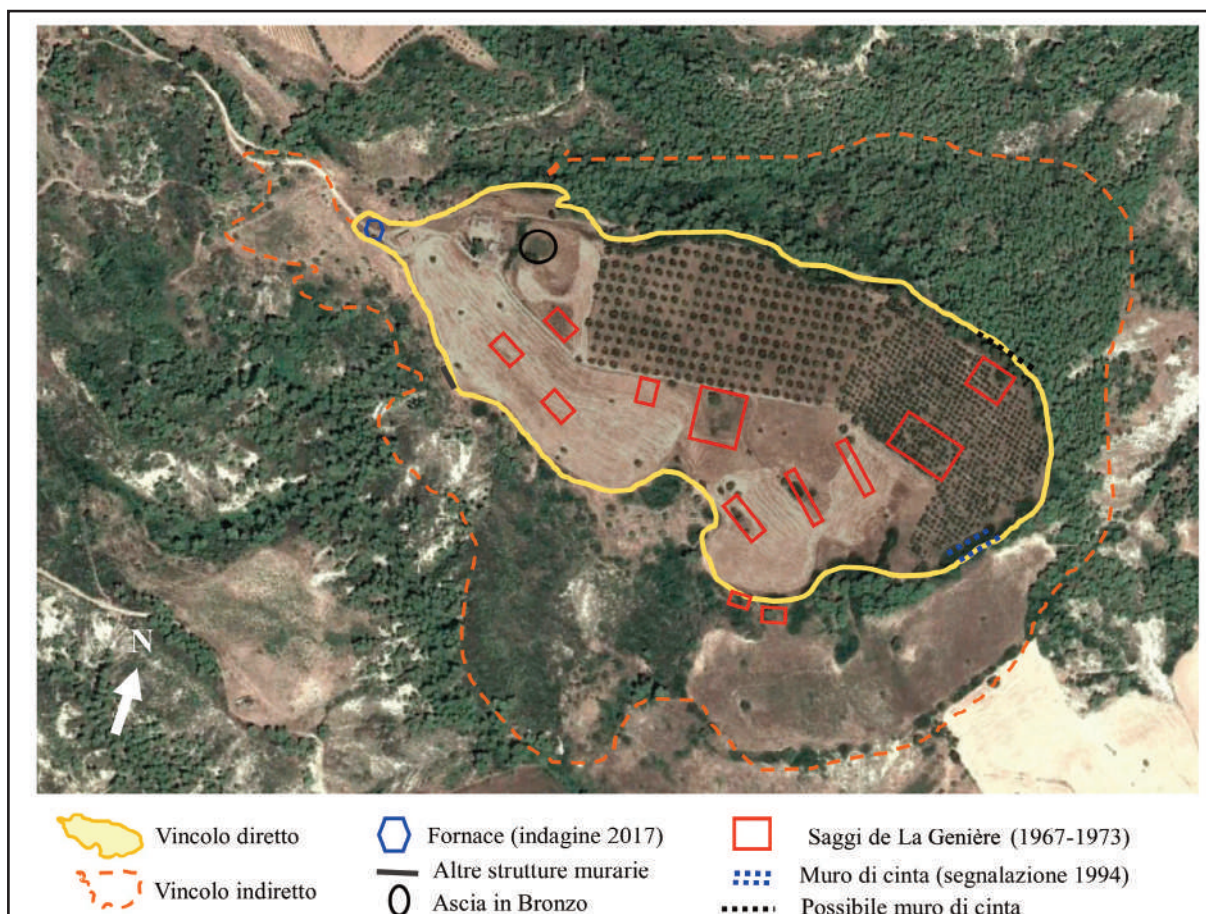 N
Vincolo diretto
Vincolo indiretto
Fornace (indagine 2017)
Altre strutture murarie
Ascia in Bronzo
Saggi de La Genière (1967-1973)
Muro di cinta (segnalazione 1994)
Possibile muro di cinta